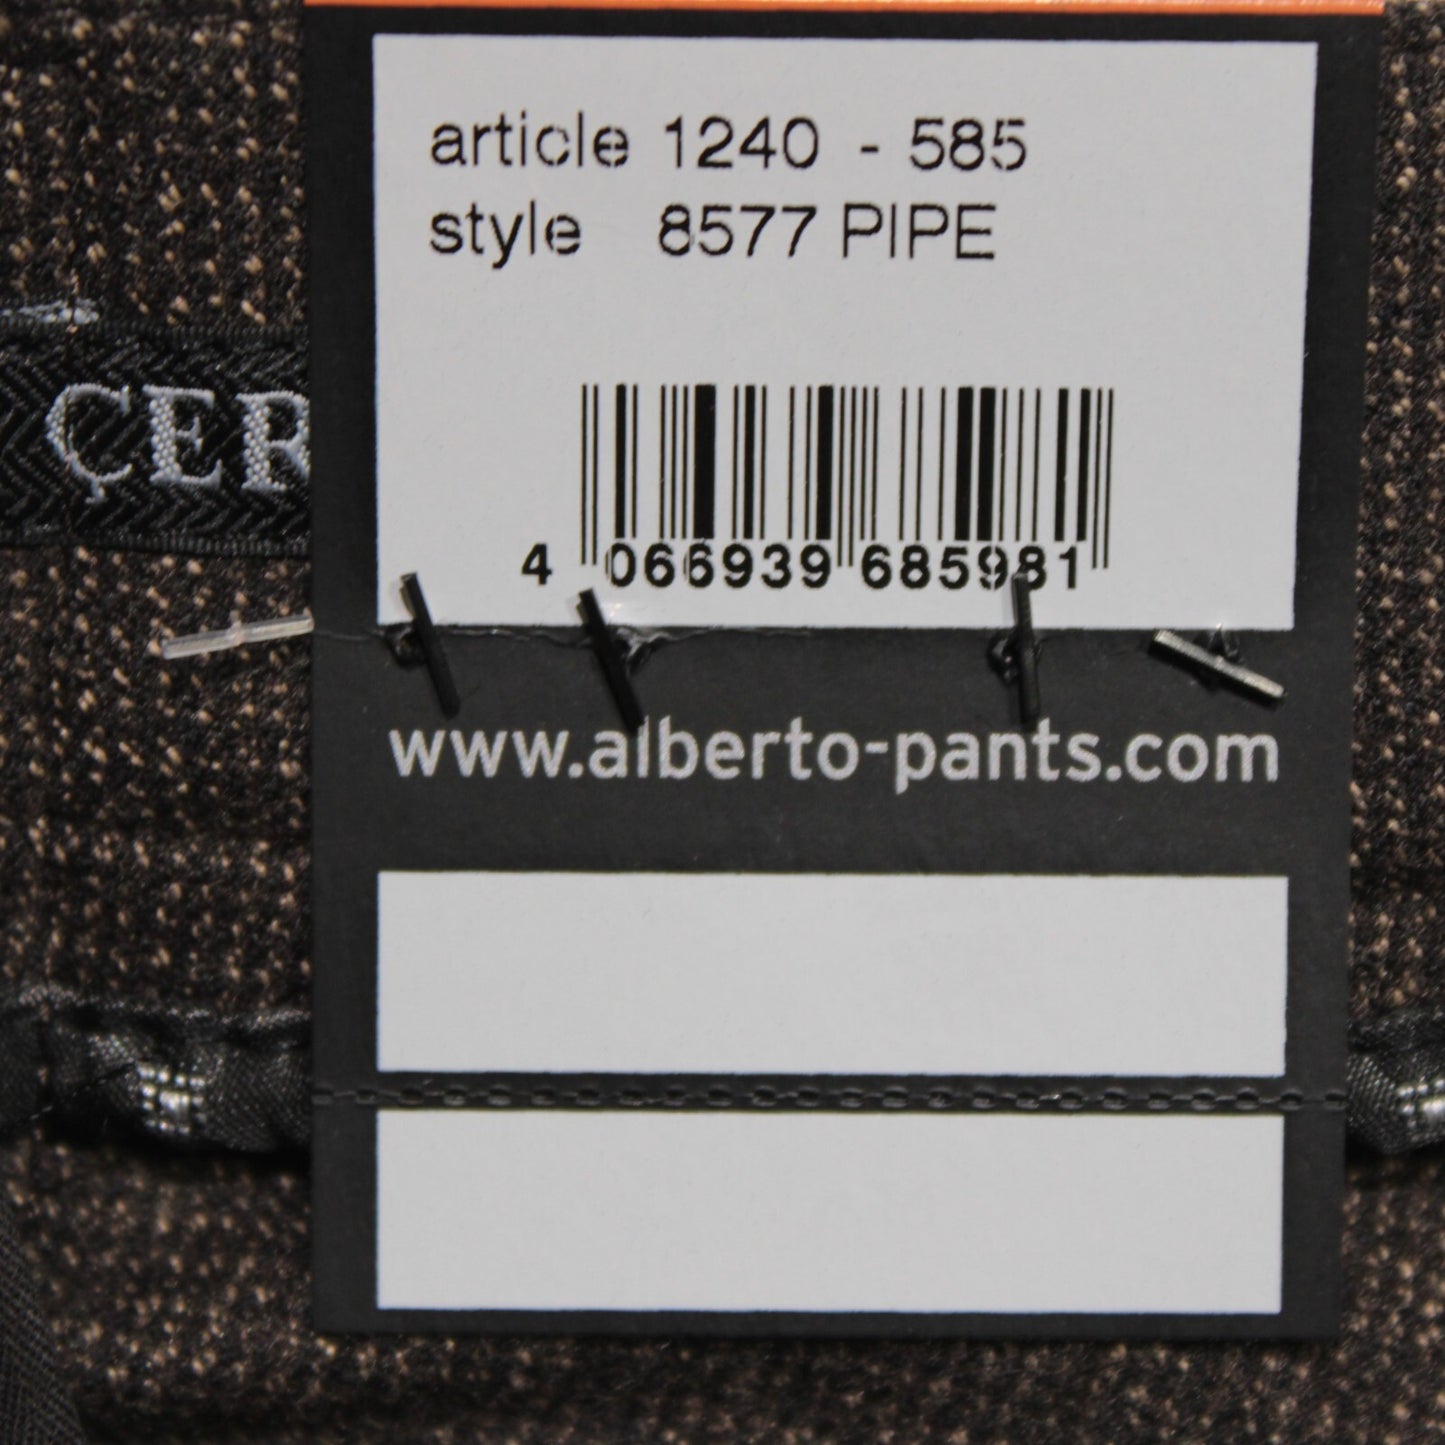 article 1240 - 585
style 8577 PIPE
ÇER
4 066939 685981
www.alberto-pants.com